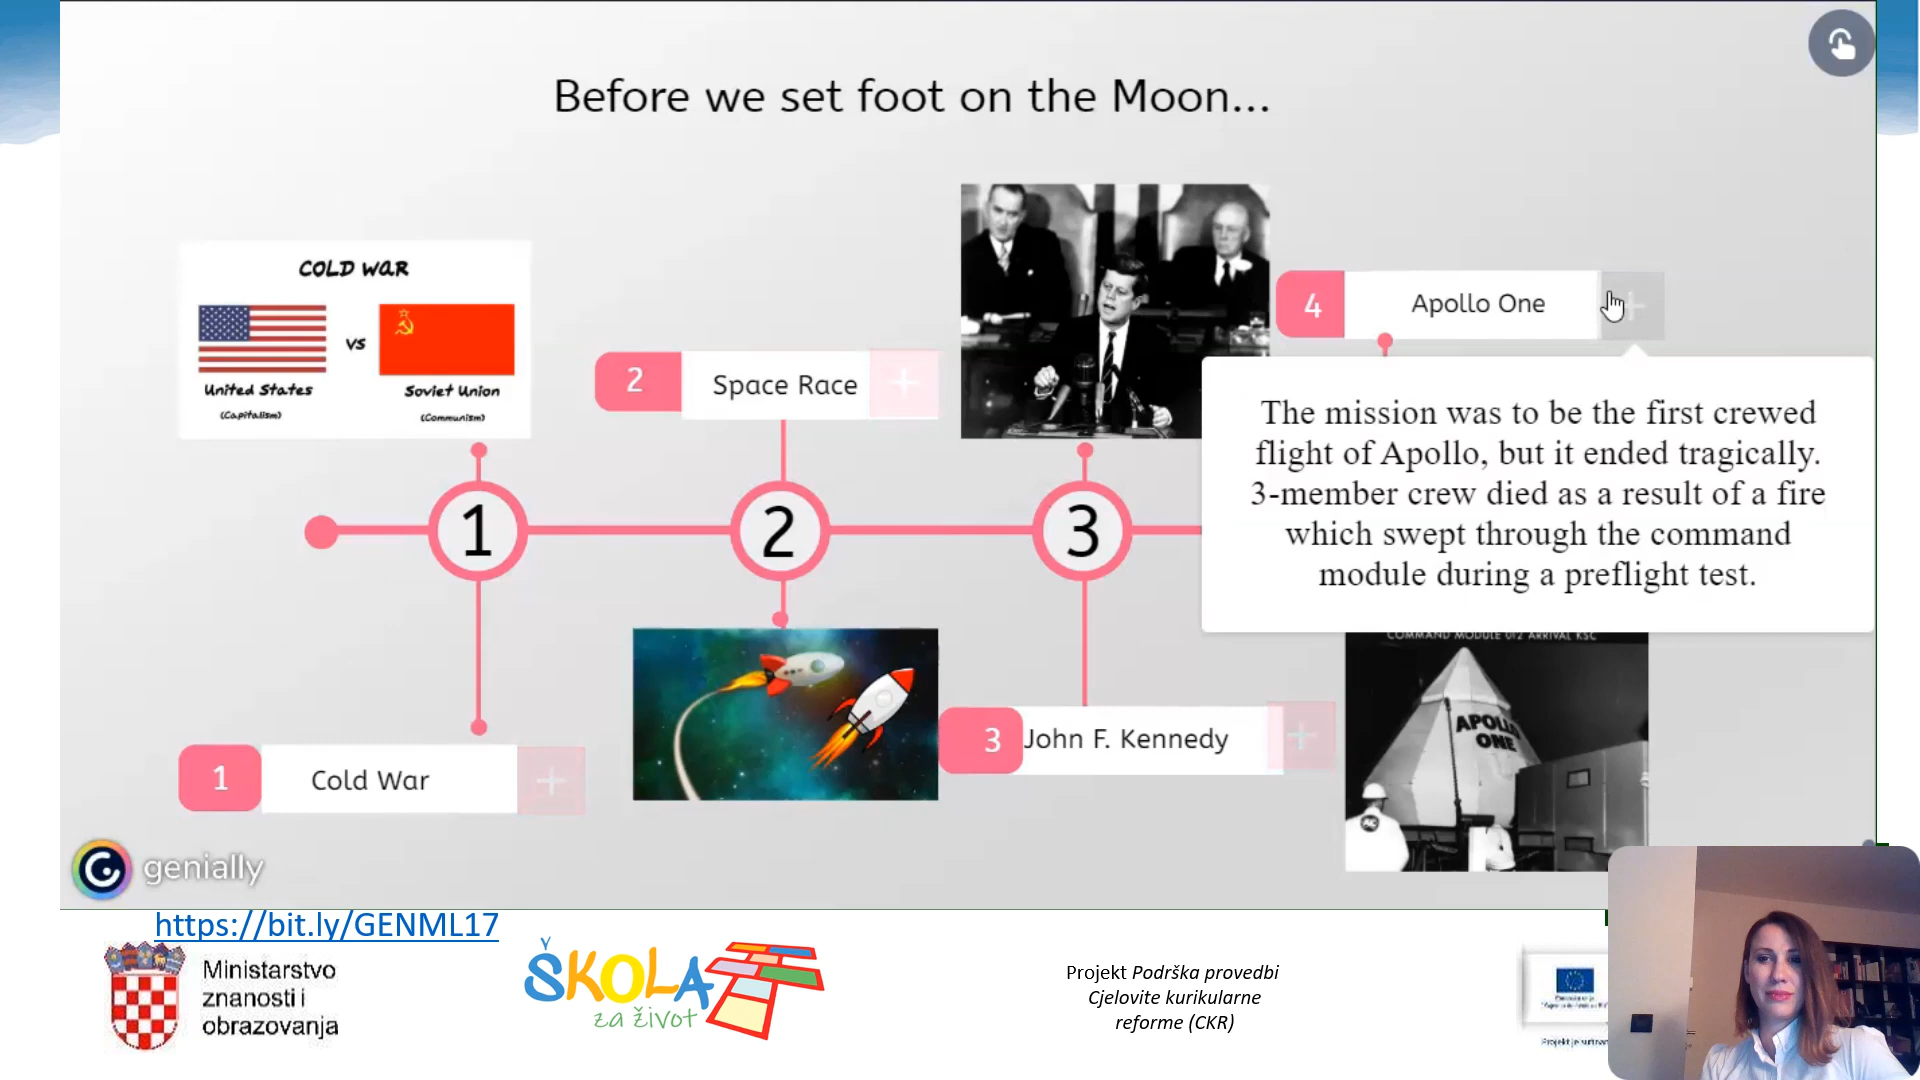 Before we set foot on the Moon...
COLD WAR
United States
vs
Soviet Union
(Capitalism)
(Communism)
2
Space Race
+
4
Apollo One
+
The mission was to be the first crewed
flight of Apollo, but it ended tragically.
3-member crew died as a result of a fire
which swept through the command
module during a preflight test.
1
2
3
COMMAND MODULE 012 ARRIVAL KSC
APOLLO
ONE
3
John F. Kennedy
+
1
Cold War
+
genially
https://bit.ly/GENML17
Ministarstvo
znanosti i
obrazovanja
ŠKOLA
za život
Projekt Podrška provedbi
Cjelovite kurikularne
reforme (CKR)
Projekt je sufinan